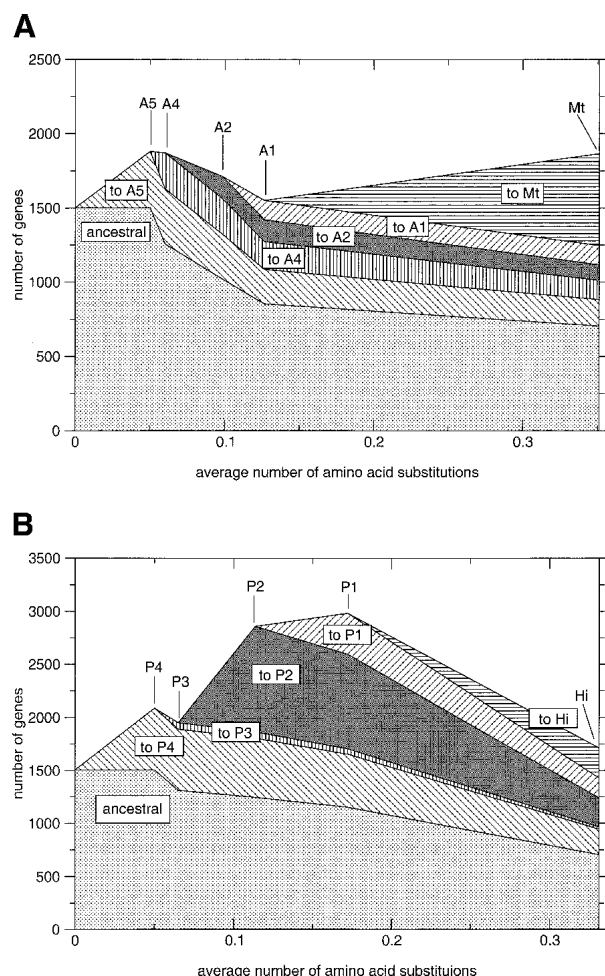 A
2500
2000
1500
1000
500
0
number of genes
A5 A4
A2
A1
Mt
to A5
ancestral
to Mt
to A1
to A2
to A4
0
0.1
0.2
0.3
average number of amino acid substitutions
B
3500
3000
2500
2000
1500
1000
500
0
number of genes
P4
P3
P2
P1
Hi
to P1
to P2
to P3
to P4
to Hi
ancestral
0
0.1
0.2
0.3
average number of amino acid substituions